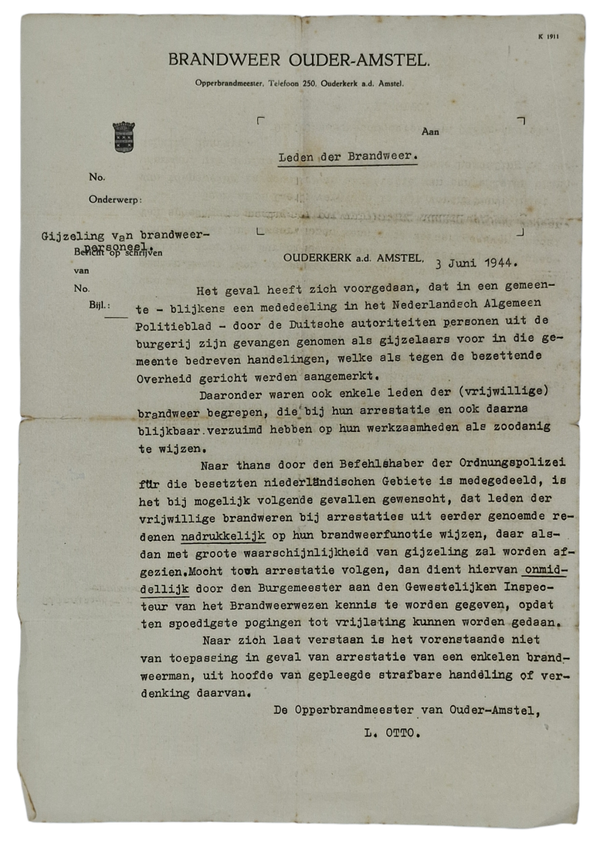 K 1911
BRANDWEER OUDER-AMSTEL.
Opperbrandmeester, Telefoon 250, Ouderkerk a.d. Amstel.
Aan
Leden der Brandweer.
No.
Onderwerp:
Gijzeling van brandweer-
personeel.
Bericht op schrijven
van
No.
Bijl.:
OUDERKERK a.d. AMSTEL, 3 Juni 1944.
Het geval heeft zich voorgedaan, dat in een gemeen-
te - blijkens een mededeeling in het Nederlandsch Algemeen
Politieblad - door de Duitsche autoriteiten personen uit de
burgerij zijn gevangen genomen als gijzelaars voor in die ge-
meente bedreven handelingen, welke als tegen de bezettende
Overheid gericht werden aangemerkt.
Daaronder waren ook enkele leden der (vrijwillige)
brandweer begrepen, die bij hun arrestatie en ook daarna
blijkbaar verzuimd hebben op hun werkzaamheden als zoodanig
te wijzen.
Naar thans door den Befehlshaber der Ordnungspolizei
für die besetzten niederländischen Gebiete is medegedeeld, is
het bij mogelijk volgende gevallen gewenscht, dat leden der
vrijwillige brandweren bij arrestaties uit eerder genoemde re-
denen nadrukkelijk op hun brandweerfunotie wijzen, daar als-
dan met groote waarschijnlijkheid van gijzeling zal worden af-
gezien.Mocht towh arrestatie volgen, dan dient hiervan onmid-
dellijk door den Burgemeester aan den Gewestelijken Inspec-
teur van het Brandweerwezen kennis te worden gegeven, opdat
ten spoedigste pogingen tot vrijlating kunnen worden gedaan.
Naar zich laat verstaan is het vorenstaande niet
van toepassing in geval van arrestatie van een enkelen brand-
weerman, uit hoofde van gepleegde strafbare handeling of ver-
denking daarvan.
De Opperbrandmeester van Ouder-Amstel,
L. OTTO.